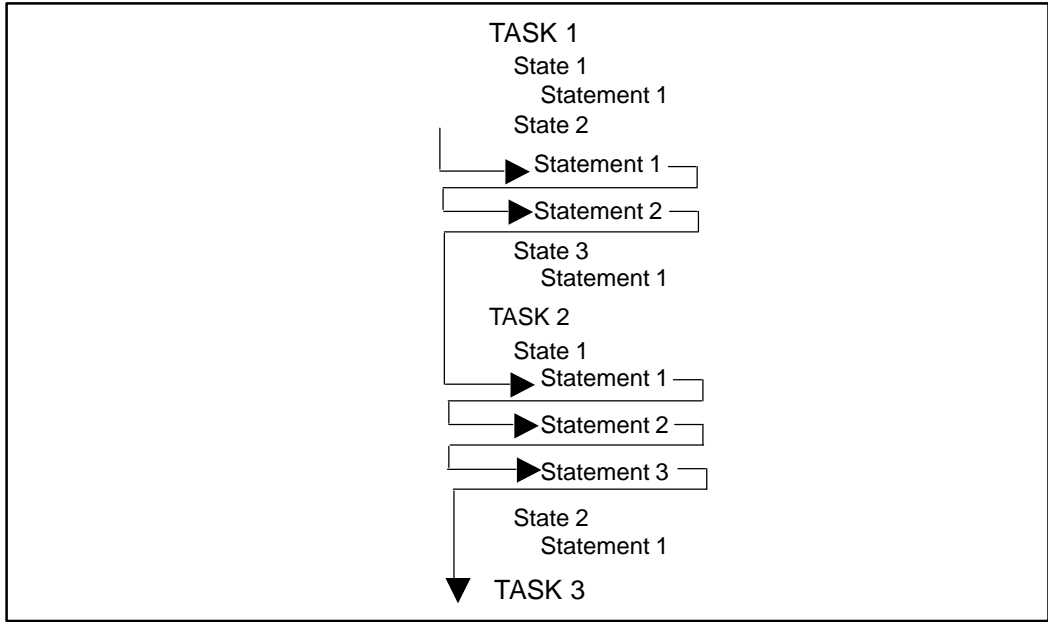 TASK 1
State 1
Statement 1
State 2
Statement 1
Statement 2
State 3
Statement 1
TASK 2
State 1
Statement 1
Statement 2
Statement 3
State 2
Statement 1
TASK 3